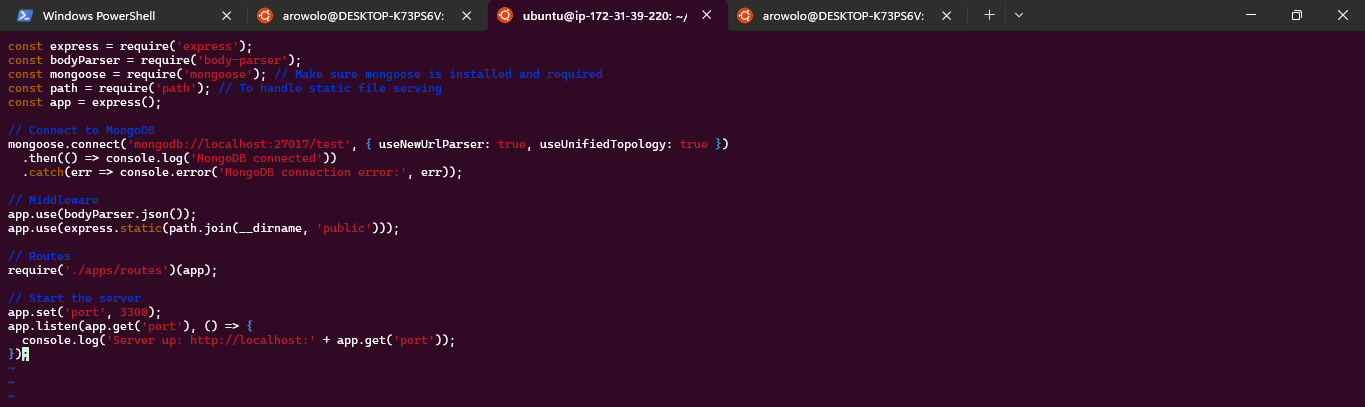 Windows PowerShell
arowolo@DESKTOP-K73PS6V:
ubuntu@ip-172-31-39-220: ~/
arowolo@DESKTOP-K73PS6V:
const express = require('express');
const bodyParser = require('body-parser');
const mongoose = require('mongoose'); // Make sure mongoose is installed and required
const path = require('path'); // To handle static file serving
const app = express();

// Connect to MongoDB
mongoose.connect('mongodb://localhost:27017/test', { useNewUrlParser: true, useUnifiedTopology: true })
  .then(() => console.log('MongoDB connected'))
  .catch(err => console.error('MongoDB connection error:', err));

// Middleware
app.use(bodyParser.json());
app.use(express.static(path.join(__dirname, 'public')));

// Routes
require('./apps/routes')(app);

// Start the server
app.set('port', 3300);
app.listen(app.get('port'), () => {
  console.log('Server up: http://localhost:' + app.get('port'));
});
~
~
~